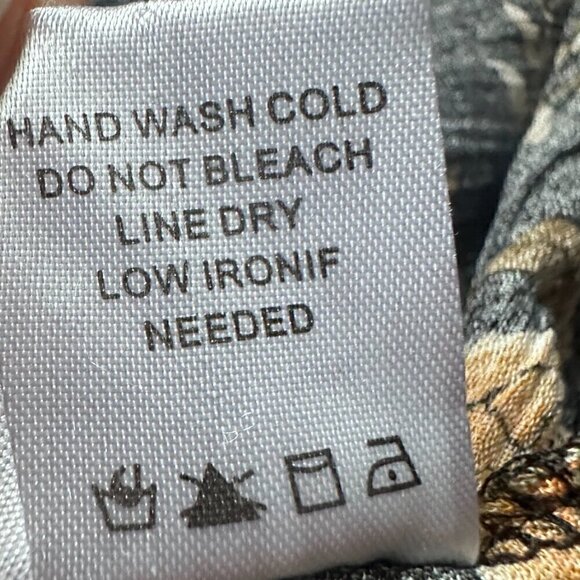 HAND WASH COLD
DO NOT BLEACH
LINE DRY
LOW IRONIF
NEEDED